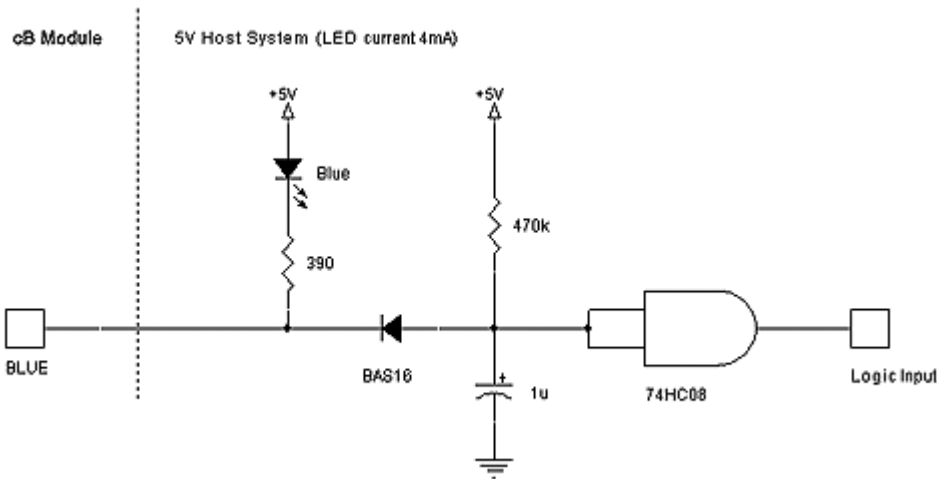 cB Module
5V Host System (LED current 4mA)
+5V
+5V
Blue
470k
390
BLUE
BAS16
+
1u
74HC08
Logic Input